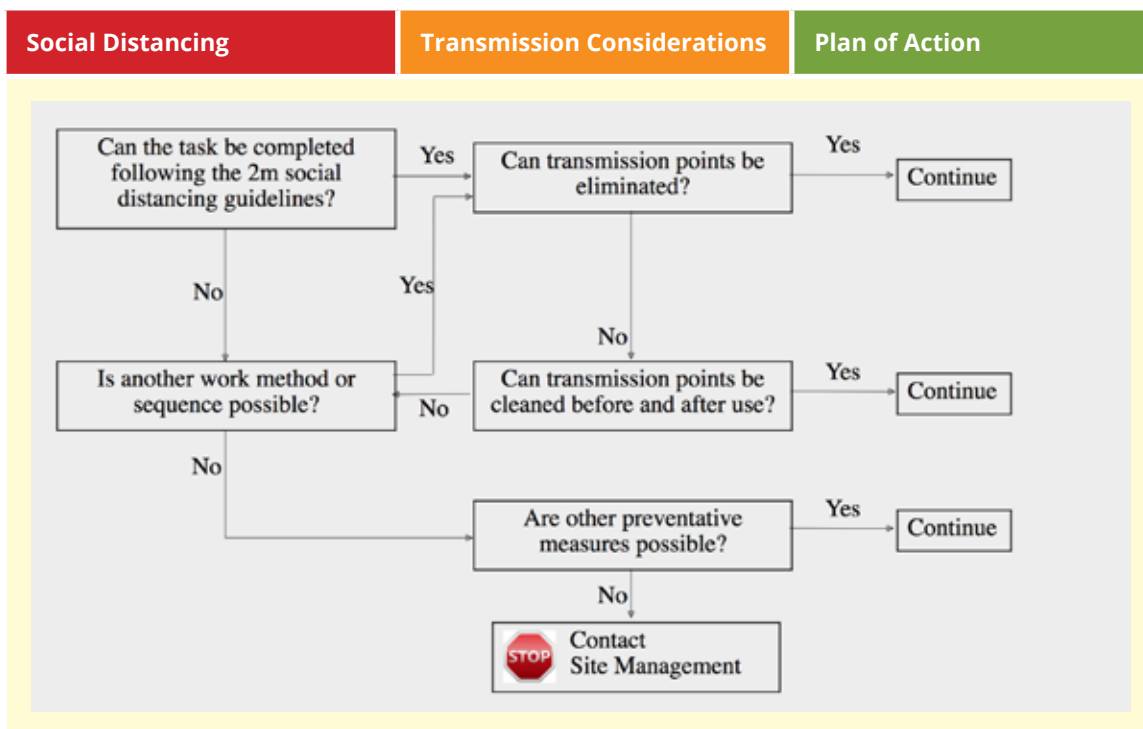 Social Distancing
Transmission Considerations
Plan of Action
Can the task be completed
following the 2m social
distancing guidelines?
Yes
Can transmission points be
eliminated?
Yes
Continue
No
Yes
No
Is another work method or
sequence possible?
No
Can transmission points be
cleaned before and after use?
Yes
Continue
No
Are other preventative
measures possible?
Yes
Continue
No
STOP
Contact
Site Management